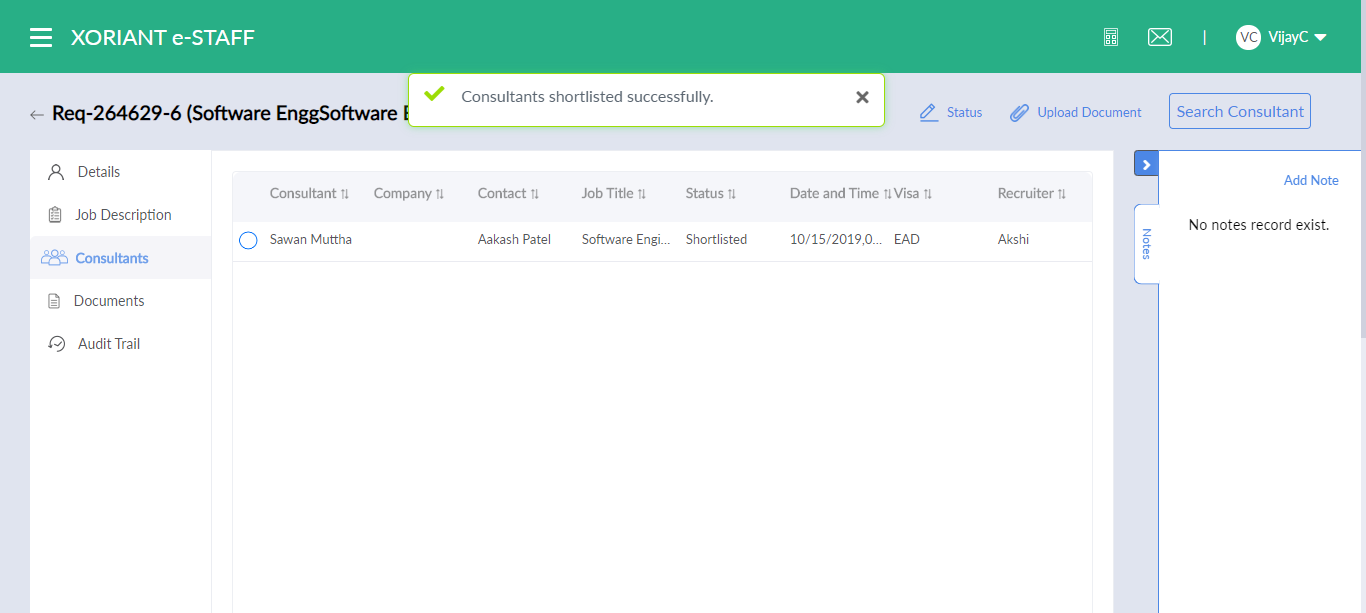 XORIANT e-STAFF
|
VC VijayC
Consultants shortlisted successfully.
Req-264629-6 (Software EnggSoftware
Status
Upload Document
Search Consultant
Details
Job Description
Consultants
Documents
Audit Trail
Consultant Company Contact Job Title Status Date and Time Visa Recruiter
Sawan Muttha Aakash Patel Software Engi... Shortlisted 10/15/2019,0... EAD Akshi
Add Note
Notes
No notes record exist.